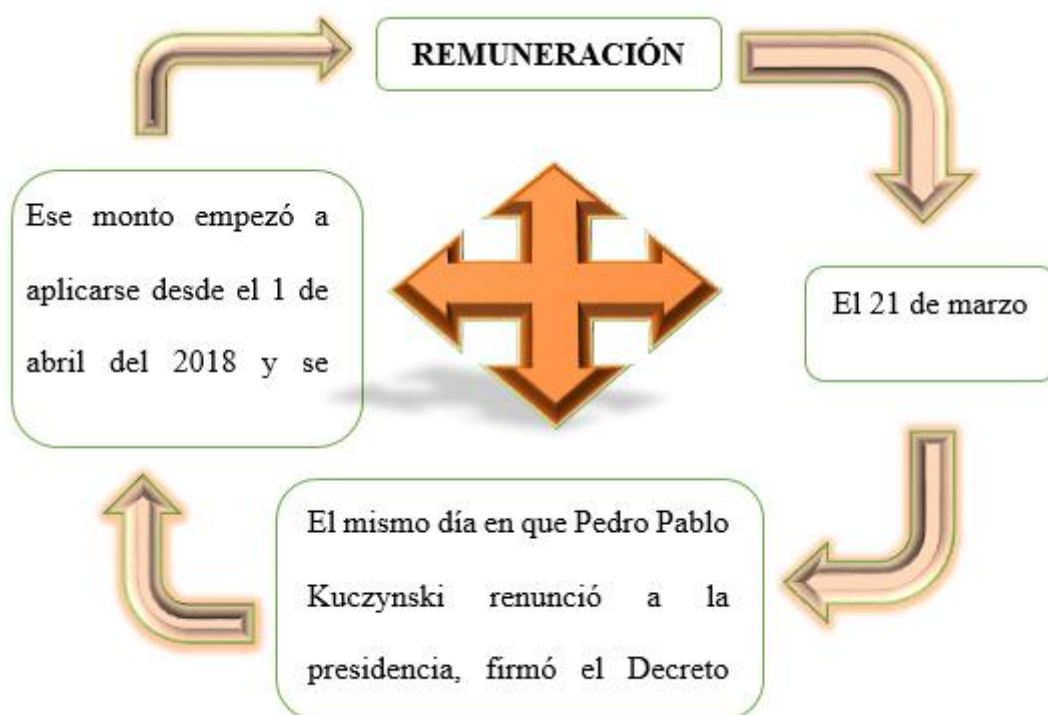 REMUNERACIÓN
El 21 de marzo
El mismo día en que Pedro Pablo
Kuczynski renunció a la
presidencia, firmó el Decreto
Ese monto empezó a
aplicarse desde el 1 de
abril del 2018 y se